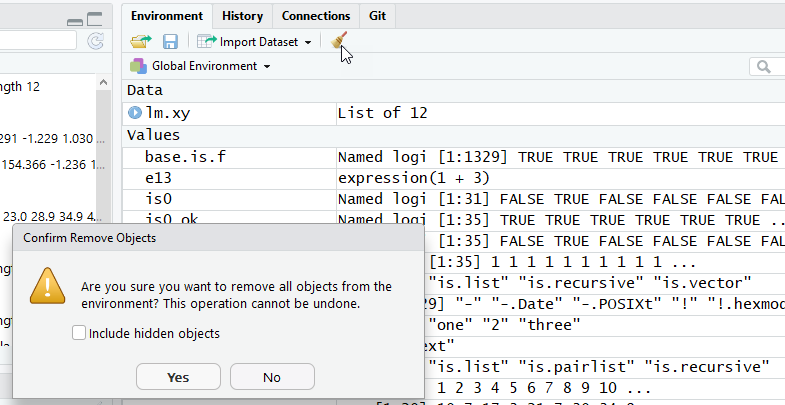 Environment History Connections Git
Import Dataset
Global Environment
ngth 12
Data
lm.xy List of 12
291 -1.229 1.030 ...
Values
154.366 -1.236 1
base.is.f Named logi [1:1329] TRUE TRUE TRUE TRUE TRUE TRUE
e13 expression(1 + 3)
is0 Named logi [1:31] FALSE TRUE FALSE FALSE FALSE
23.0 28.9 34.9 4...
is0.ok Named logi [1:35] TRUE TRUE TRUE TRUE TRUE TRUE ..
Confirm Remove Objects
[1:35] FALSE TRUE FALSE FALSE FALSE
[1:35] 1 1 1 1 1 1 1 1 1 1 ...
Are you sure you want to remove all objects from the
environment? This operation cannot be undone.
"is.list" "is.recursive" "is.vector"
29] "-" "-.Date" "-.POSIXt" "!" "!.hexmod
Include hidden objects
"one" "2" "three"
ext"
"is.list" "is.pairlist" "is.recursive"
Yes No
1 2 3 4 5 6 7 8 9 10 ...